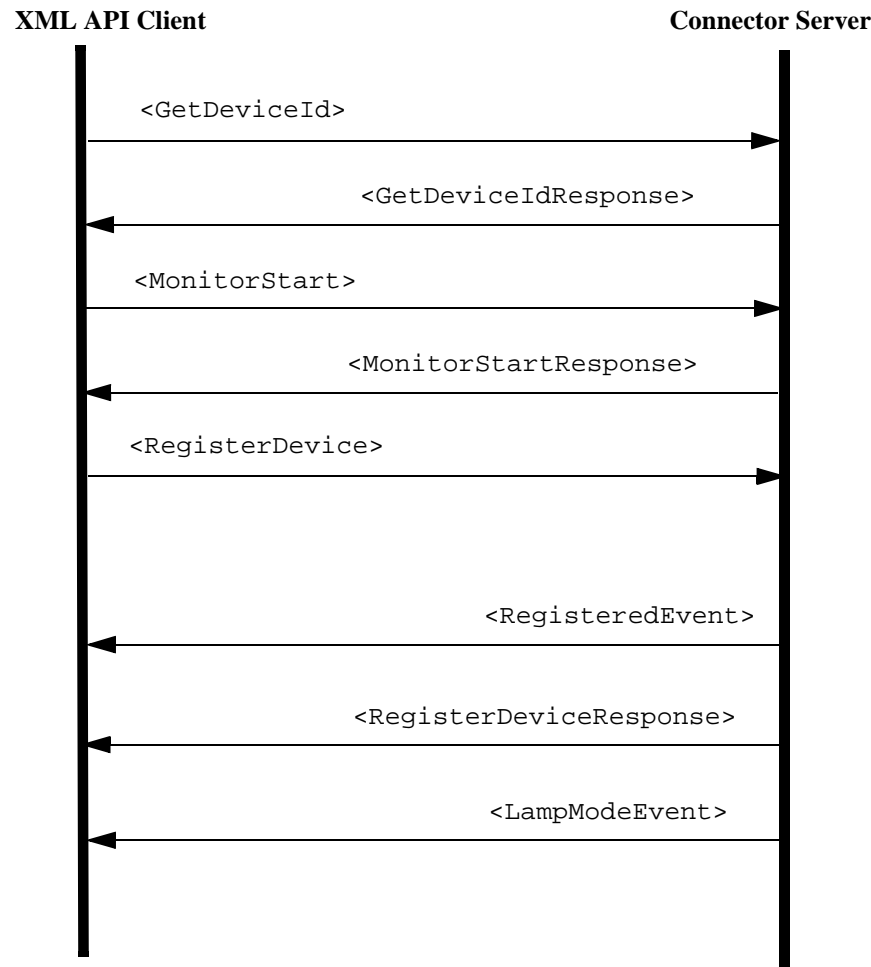 XML API Client
Connector Server
<GetDeviceId>
<GetDeviceIdResponse>
<MonitorStart>
<MonitorStartResponse>
<RegisterDevice>
<RegisteredEvent>
<RegisterDeviceResponse>
<LampModeEvent>